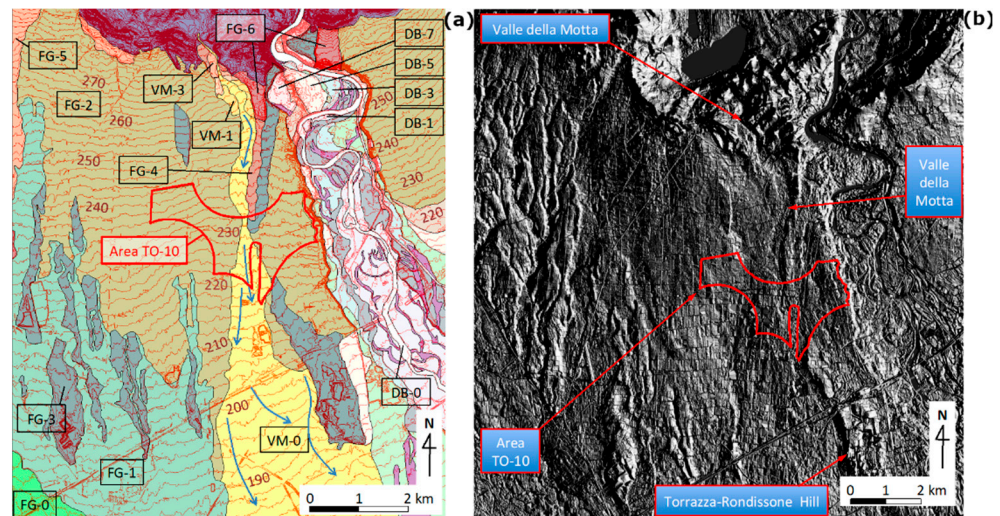 (a)
FG-6
DB-7
FG-5
DB-5
270
VM-3
FG-2
DB-3
250
260
DB-1
VM-1
240
250
FG-4
230
240
220
230
Area TO-10
220
210
DB-0
FG-3
200
VM-0
N
FG-1
190
0 1 2 km
FG-0
(b)
Valle della Motta
Valle
della
Motta
Area
TO-10
N
0 1 2 km
Torrazza-Rondissone Hill